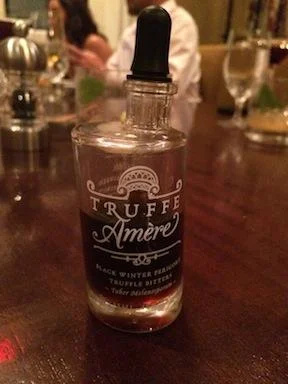 TRUFFE
Amère
BLACK WINTER PERIGORD
TRUFFLE BITTERS
~ Tuber Melanosporum ~